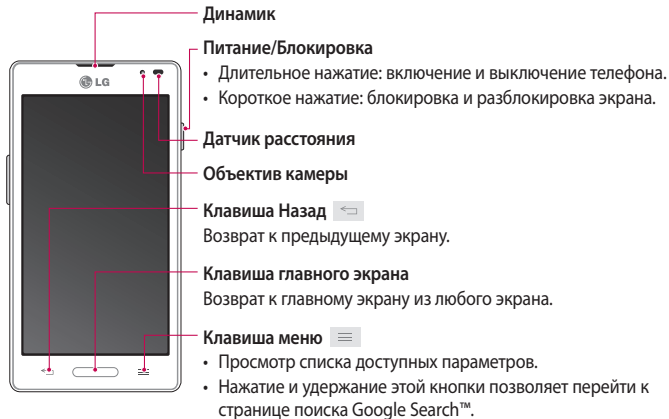 Динамик
Питание/Блокировка
• Длительное нажатие: включение и выключение телефона.
• Короткое нажатие: блокировка и разблокировка экрана.
LG
Датчик расстояния
Объектив камеры
Клавиша Назад
Возврат к предыдущему экрану.
Клавиша главного экрана
Возврат к главному экрану из любого экрана.
Клавиша меню
• Просмотр списка доступных параметров.
• Нажатие и удержание этой кнопки позволяет перейти к
странице поиска Google Search™.